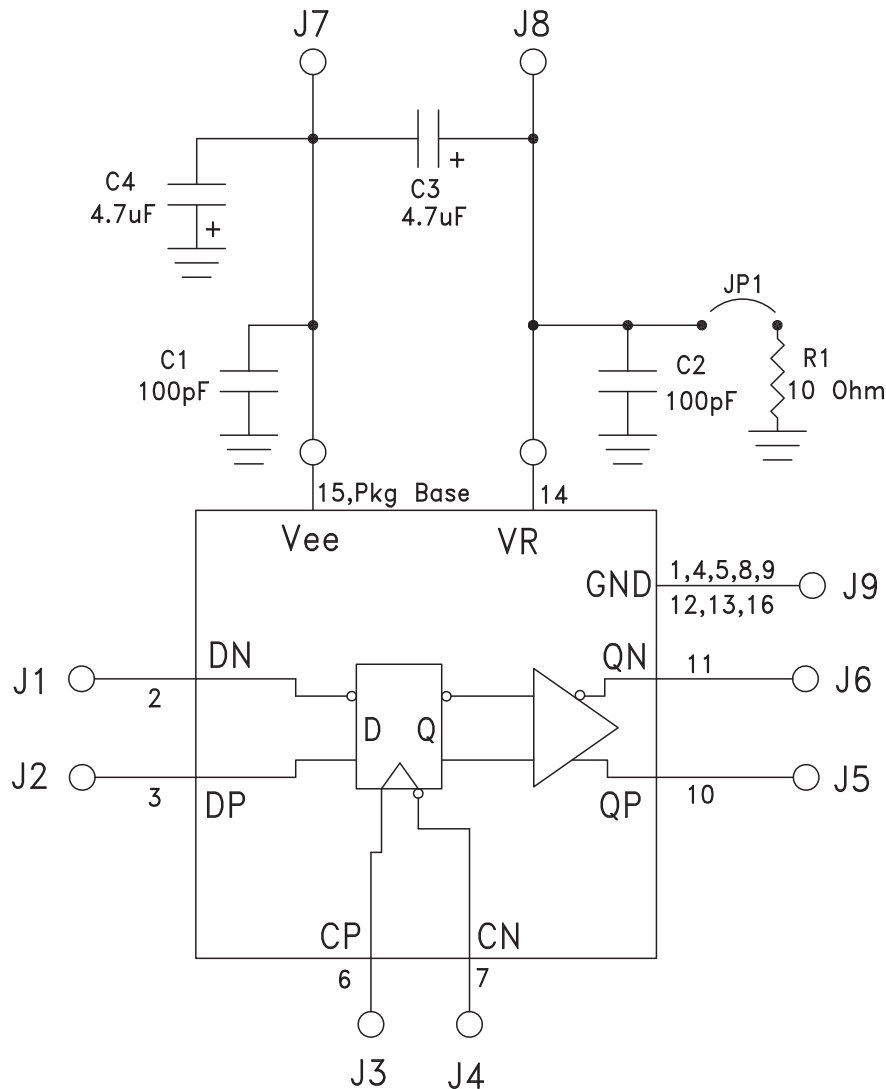 J7
J8
C4
4.7uF
+
C3
4.7uF
+
JP1
C1
100pF
C2
100pF
R1
10 Ohm
15,Pkg Base
14
Vee
VR
GND
1,4,5,8,9
12,13,16
J9
J1
2
DN
QN
11
J6
D
Q
J2
3
DP
QP
10
J5
CP
CN
6
7
J3
J4